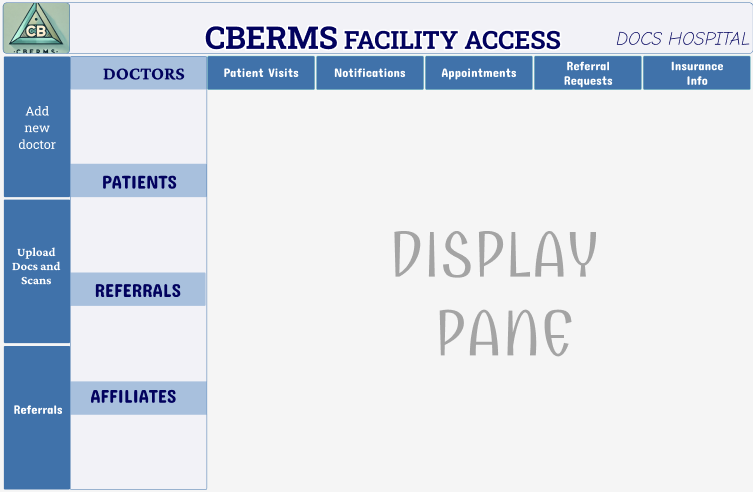 CB
CBERMS
CBERMS FACILITY ACCESS
DOCS HOSPITAL
DOCTORS
Patient Visits
Notifications
Appointments
Referral
Requests
Insurance
Info
Add
new
doctor
PATIENTS
Upload
Docs and
Scans
REFERRALS
Referrals
AFFILIATES
DISPLAY
PANE